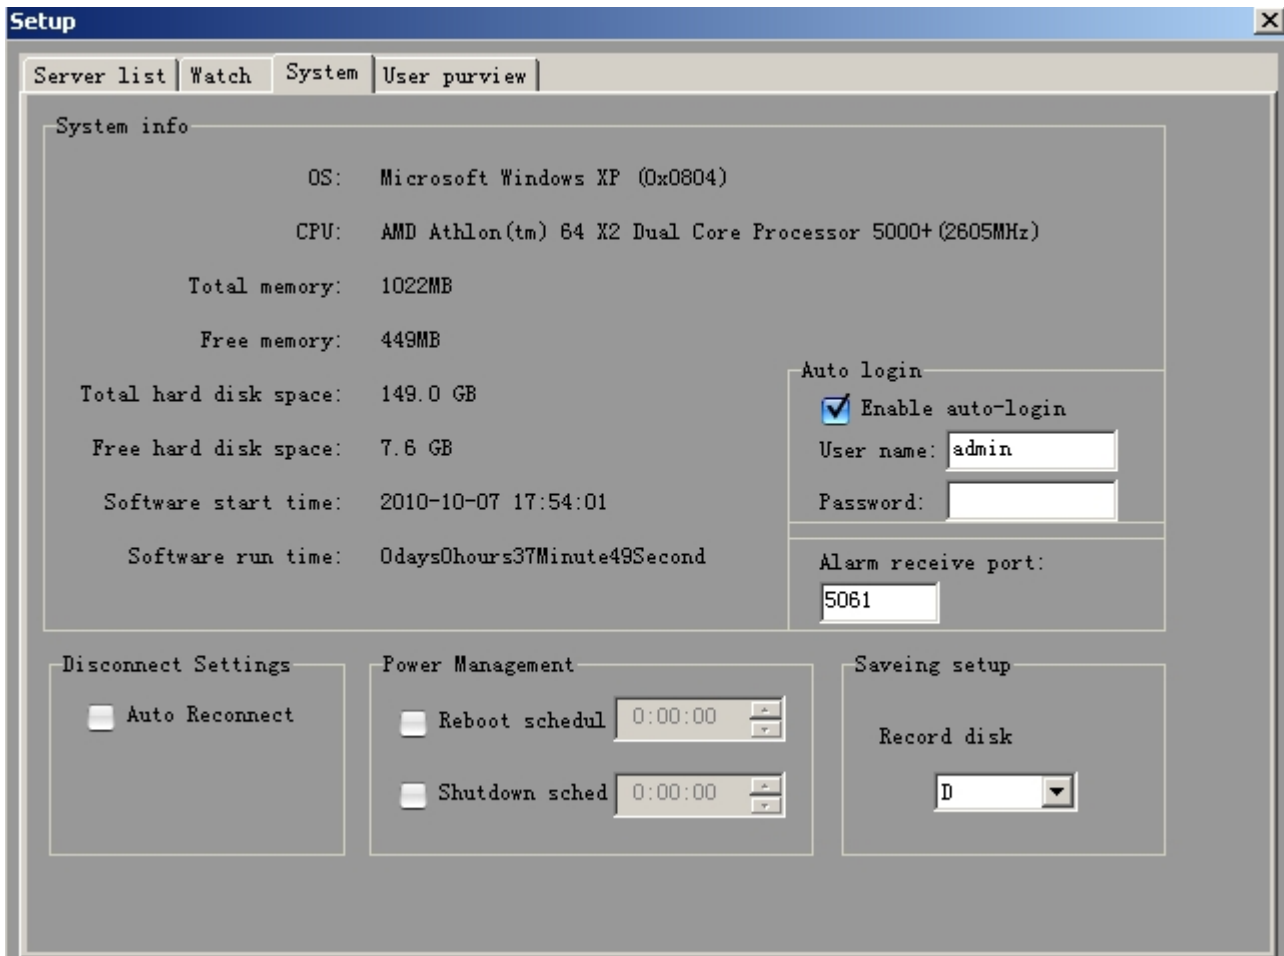 Setup
Server list Watch System User purview
System info
OS: Microsoft Windows XP (0x0804)
CPU: AMD Athlon(tm) 64 X2 Dual Core Processor 5000+(2605MHz)
Total memory: 1022MB
Free memory: 449MB
Total hard disk space: 149.0 GB
Free hard disk space: 7.6 GB
Software start time: 2010-10-07 17:54:01
Software run time: 0days0hours37Minute49Second
Auto login
Enable auto-login
User name: admin
Password:
Alarm receive port:
5061
Disconnect Settings
Auto Reconnect
Power Management
Reboot schedul 0:00:00
Shutdown sched 0:00:00
Saveing setup
Record disk
D